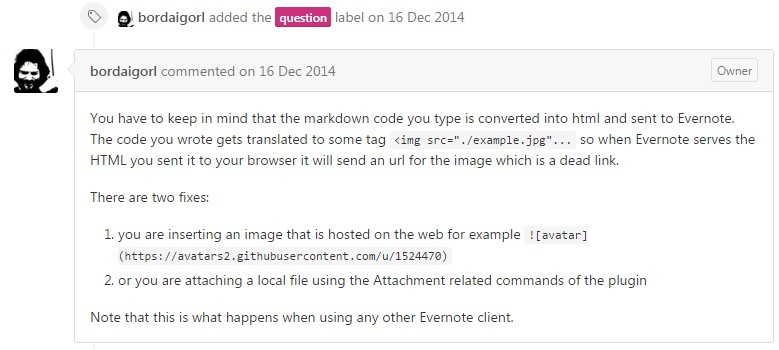 bordaigorl added the question label on 16 Dec 2014
bordaigorl commented on 16 Dec 2014
Owner
You have to keep in mind that the markdown code you type is converted into html and sent to Evernote.
The code you wrote gets translated to some tag <img src="./example.jpg"... so when Evernote serves the
HTML you sent it to your browser it will send an url for the image which is a dead link.
There are two fixes:
1. you are inserting an image that is hosted on the web for example ![avatar]
(https://avatars2.githubusercontent.com/u/1524470)
2. or you are attaching a local file using the Attachment related commands of the plugin
Note that this is what happens when using any other Evernote client.